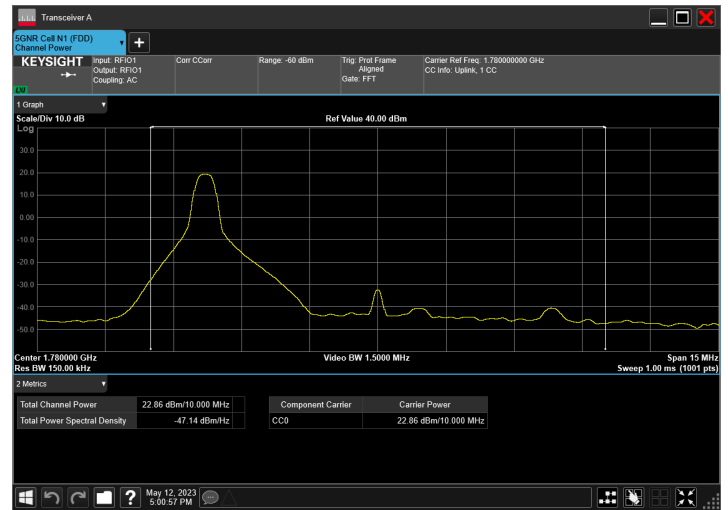 Transceiver A
5GNR Cell N1 (FDD)
Channel Power
KEYSIGHT
LXI
Input: RFIO1
Output: RFIO1
Coupling: AC
Corr CCorr
Range: -60 dBm
Trig: Prot Frame
Aligned
Gate: FFT
Carrier Ref Freq: 1.780000000 GHz
CC Info: Uplink, 1 CC
1 Graph
Scale/Div 10.0 dB
Ref Value 40.00 dBm
Log
30.0
20.0
10.0
0.00
-10.0
-20.0
-30.0
-40.0
-50.0
Center 1.780000 GHz
Video BW 1.5000 MHz
Span 15 MHz
Res BW 150.00 kHz
Sweep 1.00 ms (1001 pts)
2 Metrics
Total Channel Power 22.86 dBm/10.000 MHz
Total Power Spectral Density -47.14 dBm/Hz
Component Carrier Carrier Power
CC0 22.86 dBm/10.000 MHz
May 12, 2023
5:00:57 PM